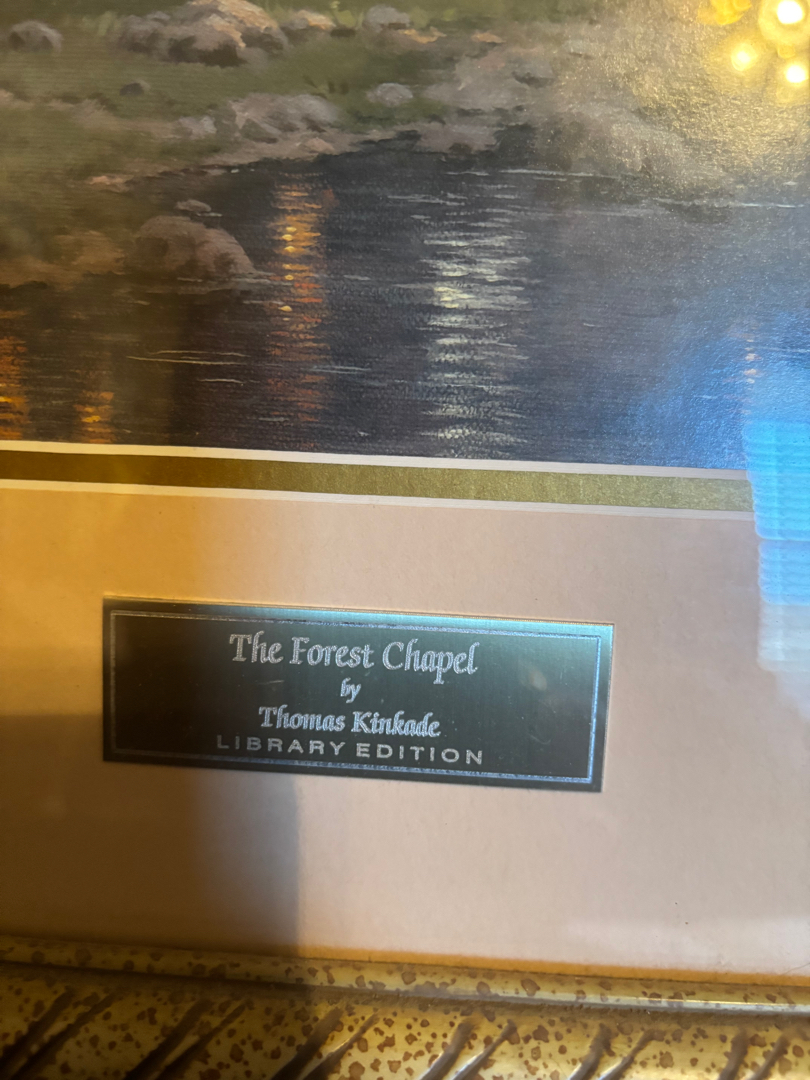 The Forest Chapel
by
Thomas Kinkade
LIBRARY EDITION